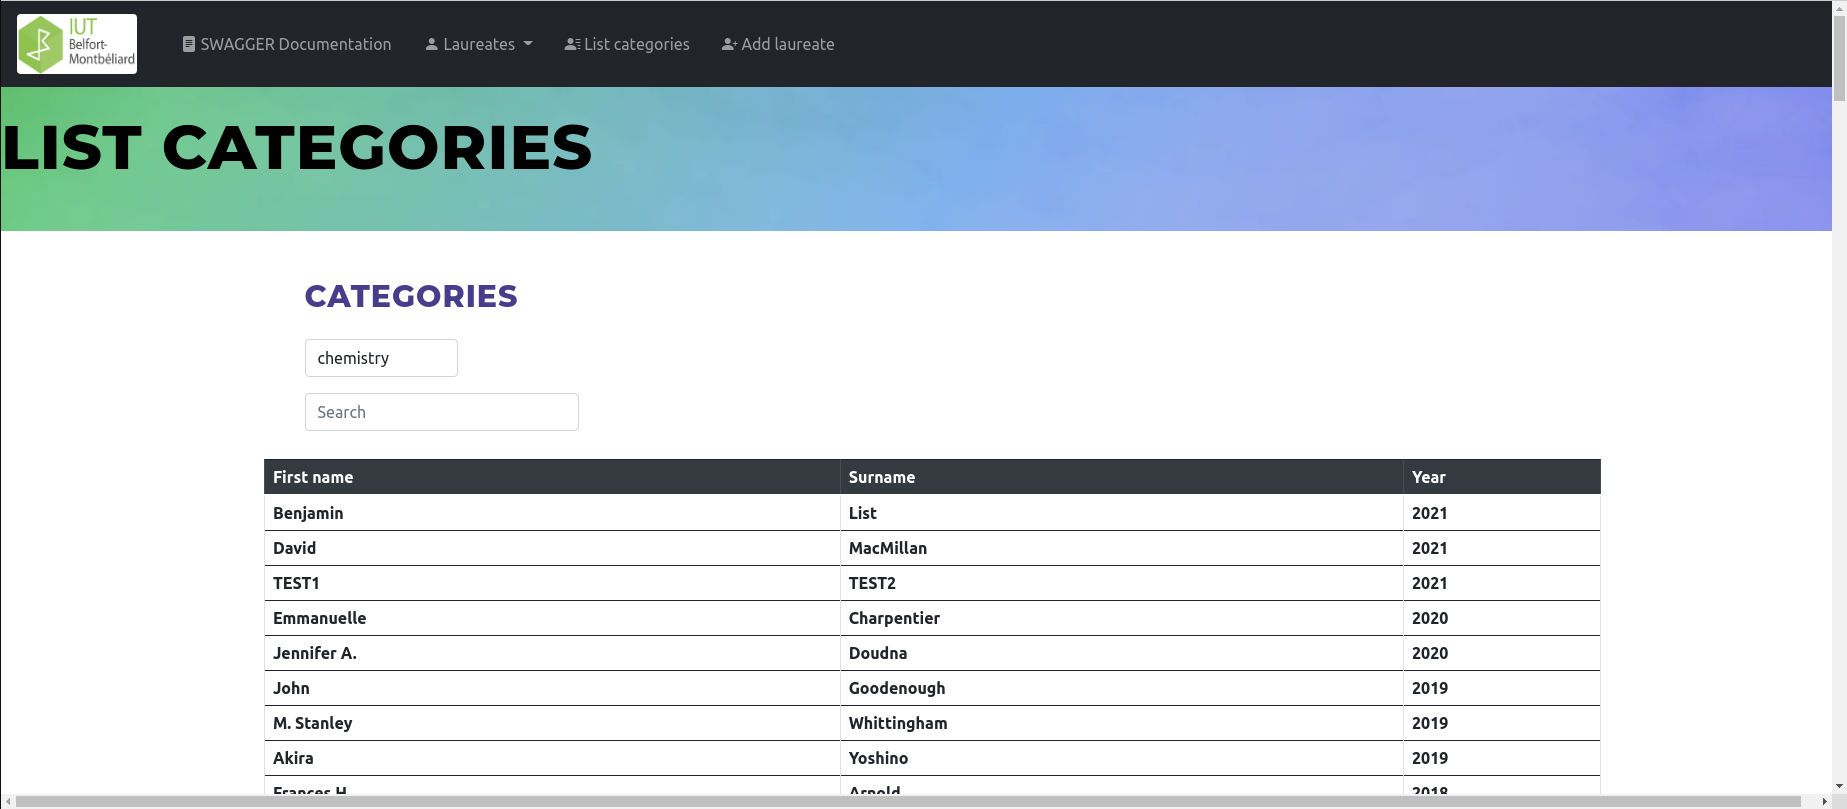 IUT
Belfort-
Montbéliard
SWAGGER Documentation Laureates List categories Add laureate
LIST CATEGORIES
CATEGORIES
chemistry
Search
First name Surname Year
Benjamin List 2021
David MacMillan 2021
TEST1 TEST2 2021
Emmanuelle Charpentier 2020
Jennifer A. Doudna 2020
John Goodenough 2019
M. Stanley Whittingham 2019
Akira Yoshino 2019
Frances H. Arnold 2018